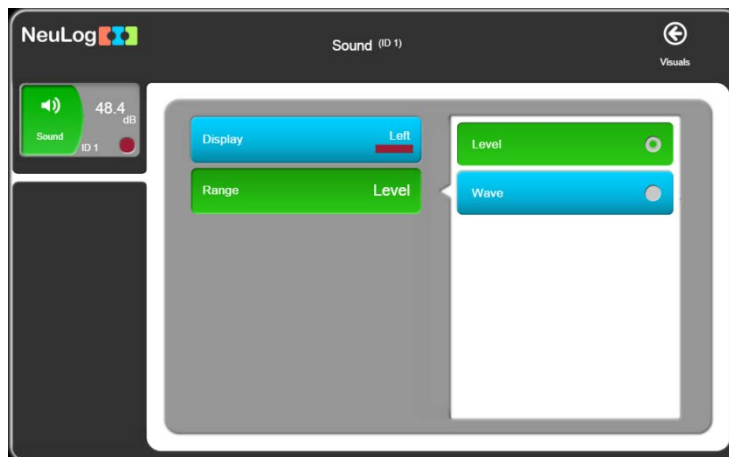 NeuLog
Sound (ID 1)
Visuals
48.4
dB
Sound
ID 1
Display Left
Range Level
Level
Wave